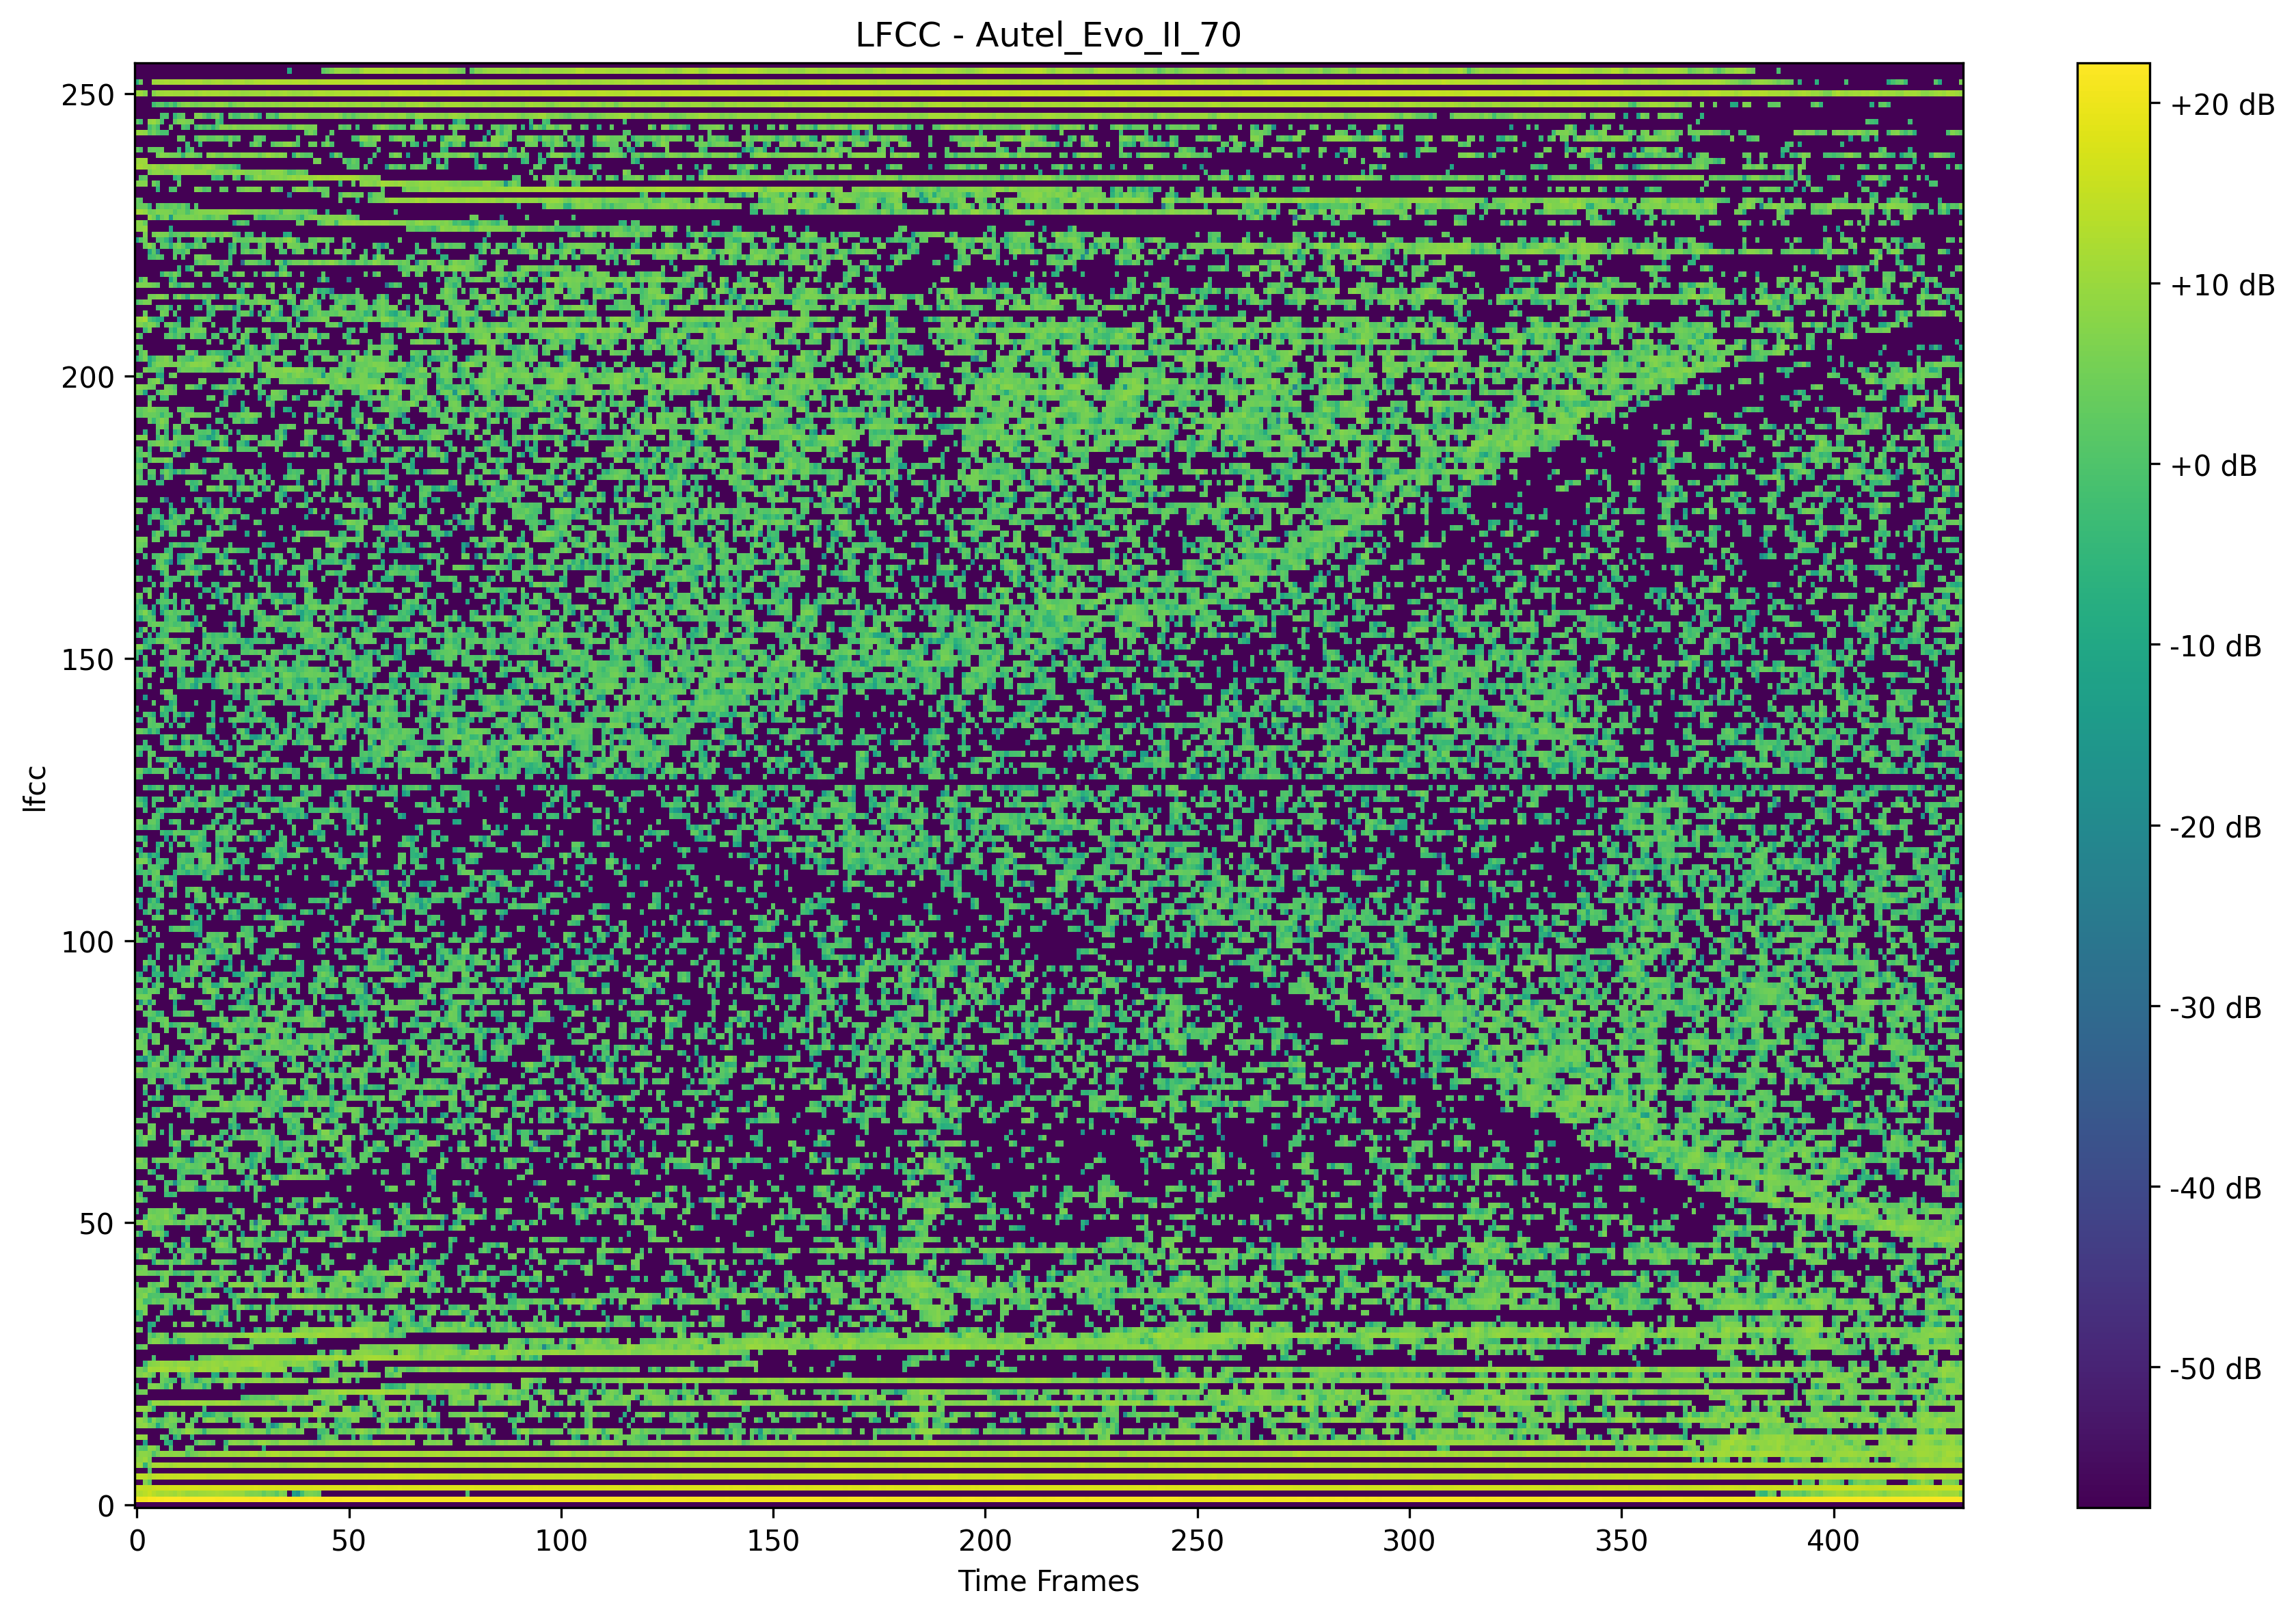 LFCC - Autel_Evo_II_70
250
200
150
100
50
0
lfcc
0 50 100 150 200 250 300 350 400
Time Frames
+20 dB
+10 dB
+0 dB
-10 dB
-20 dB
-30 dB
-40 dB
-50 dB